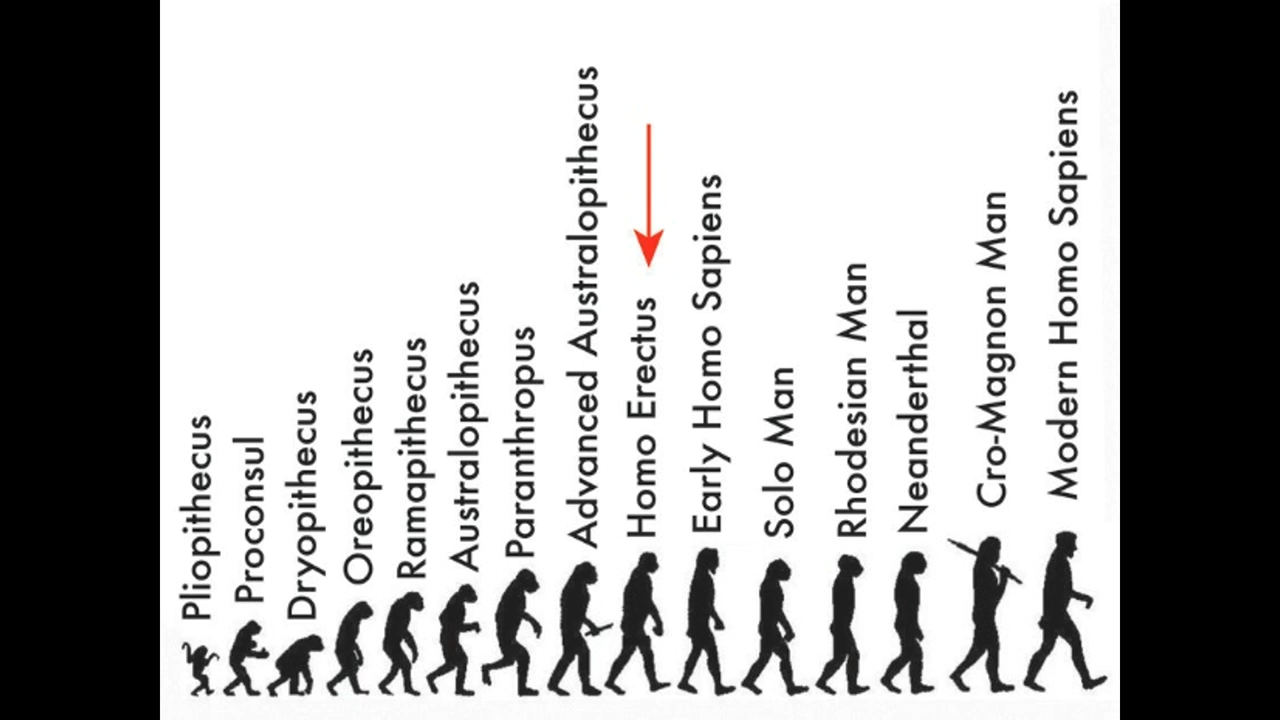 Pliopithecus
Proconsul
Dryopithecus
Oreopithecus
Ramapithecus
Australopithecus
Paranthropus
Advanced Australopithecus
Homo Erectus
Early Homo Sapiens
Solo Man
Rhodesian Man
Neanderthal
Cro-Magnon Man
Modern Homo Sapiens